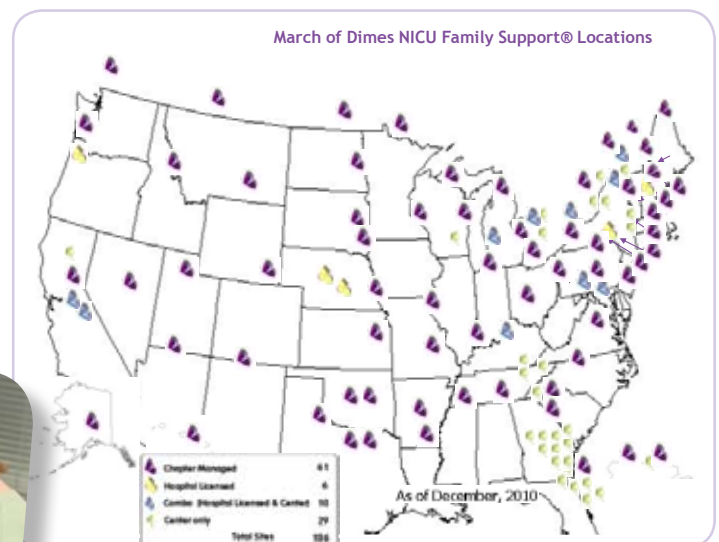 March of Dimes NICU Family Support® Locations
Chapter Managed 61
Hospital Licensed 6
Combo (Hospital Licensed & Center) 10
Center only 29
Total Sites 106
As of December, 2010